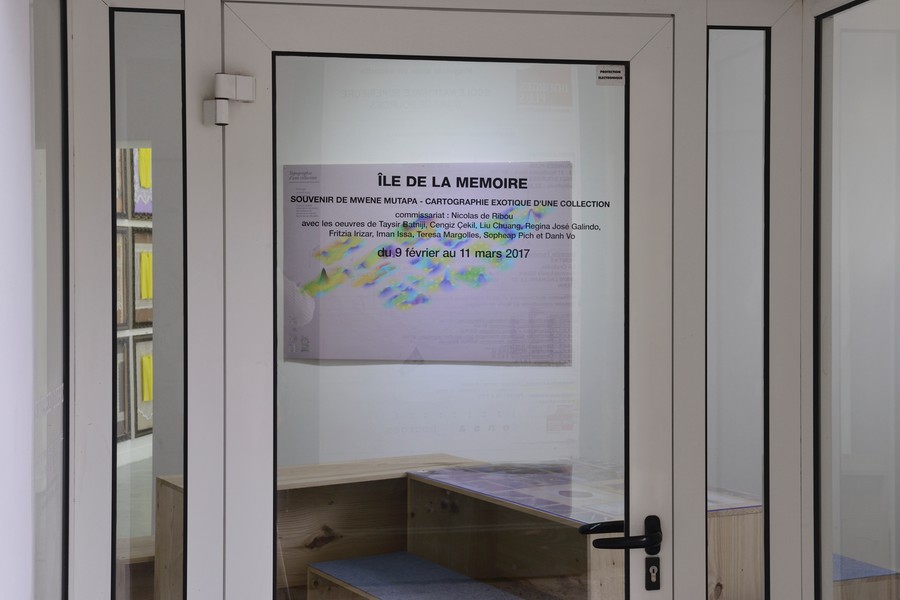 PROTECTION
ELECTRONIQUE
ÎLE DE LA MEMOIRE
SOUVENIR DE MWENE MUTAPA - CARTOGRAPHIE EXOTIQUE D'UNE COLLECTION
commissariat : Nicolas de Ribou
avec les oeuvres de Taysir Batniji, Cengiz Çekil, Liu Chuang, Regina José Galindo,
Fritzia Irizar, Iman Issa, Teresa Margolles, Sopheap Pich et Danh Vo
du 9 février au 11 mars 2017